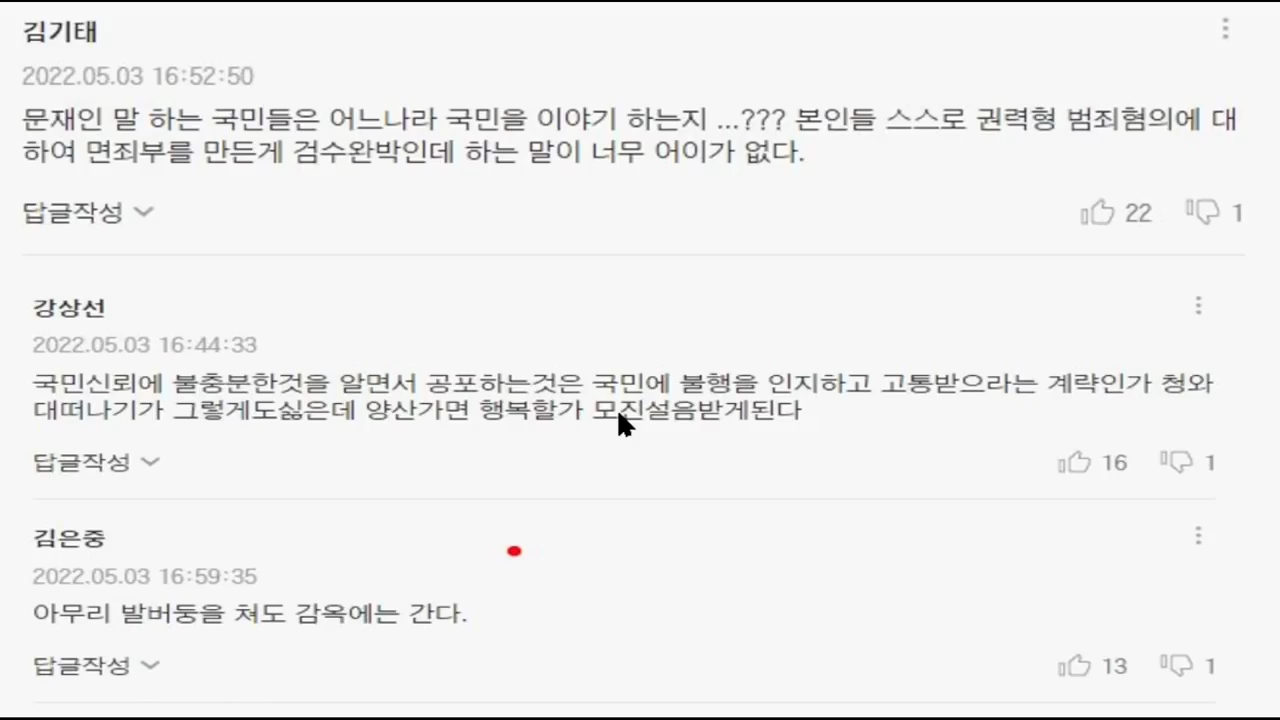 김기태
2022.05.03 16:52:50
문재인 말 하는 국민들은 어느나라 국민을 이야기 하는지 ...??? 본인들 스스로 권력형 범죄혐의에 대
하여 면죄부를 만든게 검수완박인데 하는 말이 너무 어이가 없다.
답글작성
22
1
강상선
2022.05.03 16:44:33
국민신뢰에 불충분한것을 알면서 공포하는것은 국민에 불행을 인지하고 고통받으라는 계략인가 청와
대떠나기가 그렇게도싫은데 양산가면 행복할가 모진설음받게된다
답글작성
16
1
김은중
2022.05.03 16:59:35
아무리 발버둥을 쳐도 감옥에는 간다.
답글작성
13
1